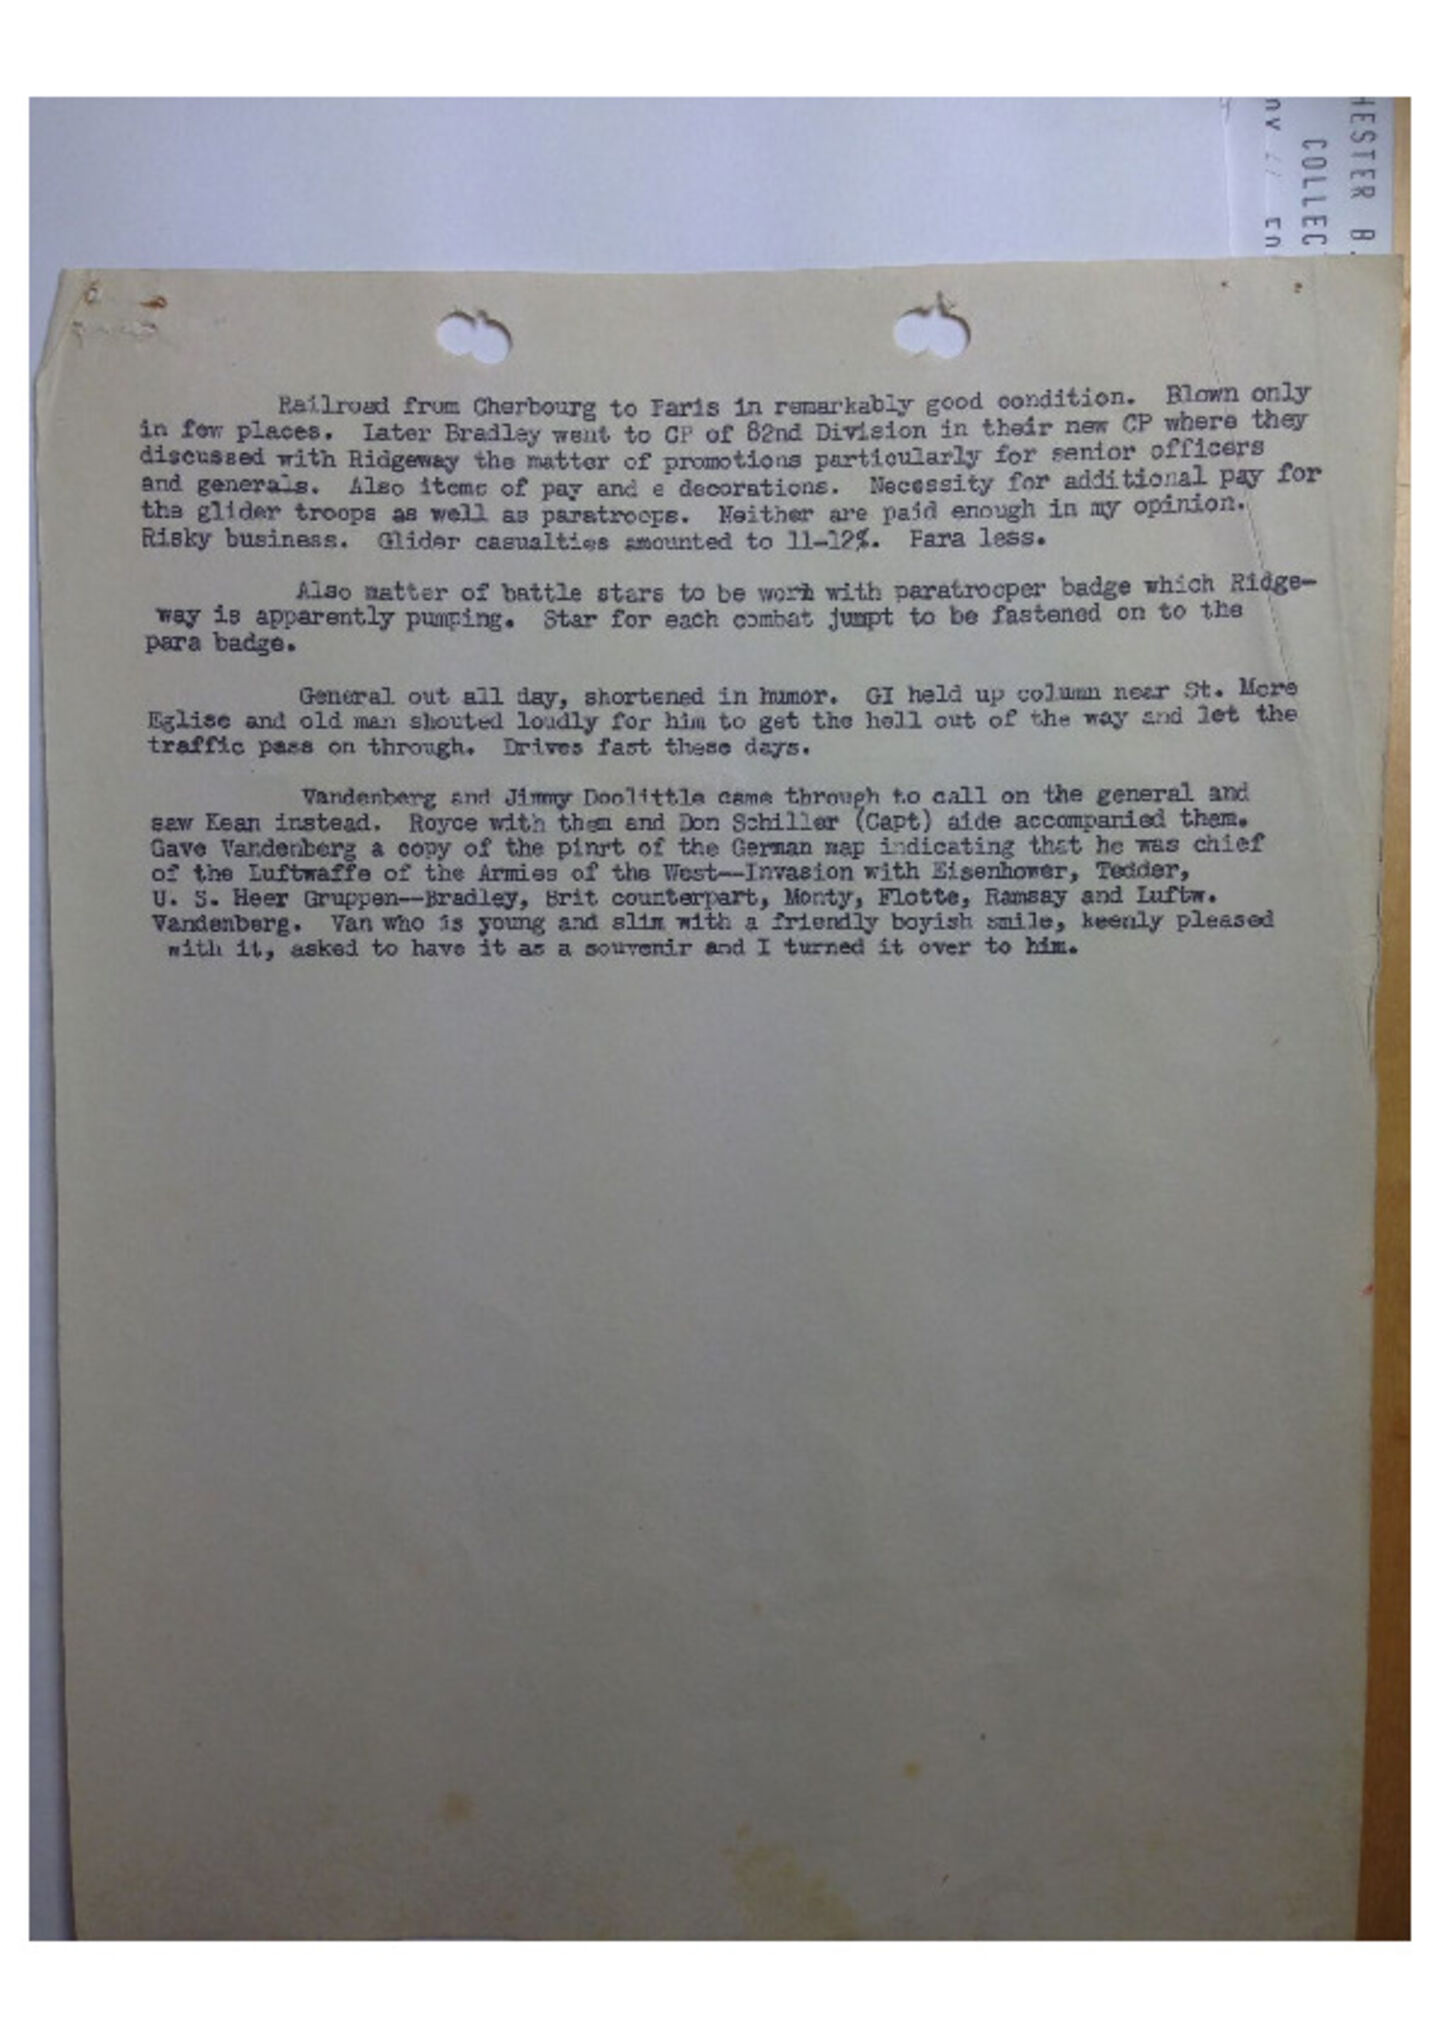 HESTER B.
COLLEC
Railroad from Cherbourg to Paris in remarkably good condition. Blown only
in few places. Later Bradley went to CP of 82nd Division in their new CP where they
discussed with Ridgeway the matter of promotions particularly for senior officers
and generals. Also items of pay and e decorations. Necessity for additional pay for
the glider troops as well as paratroops. Neither are paid enough in my opinion.
Risky business. Glider casualties amounted to 11-12%. Para less.
Also matter of battle stars to be worn with paratrooper badge which Ridge-
way is apparently pumping. Star for each combat jumpt to be fastened on to the
para badge.
General out all day, shortened in humor. GI held up column near St. Mere
Eglise and old man shouted loudly for him to get the hell out of the way and let the
traffic pass on through. Drives fast these days.
Vandenberg and Jimmy Doolittle came through to call on the general and
saw Kean instead. Royce with them and Don Schiller (Capt) aide accompanied them.
Gave Vandenberg a copy of the pinrt of the German map indicating that he was chief
of the Luftwaffe of the Armies of the West--Invasion with Eisenhower, Tedder,
U. S. Heer Gruppen--Bradley, Brit counterpart, Monty, Flotte, Ramsay and Luftw.
Vandenberg. Van who is young and slim with a friendly boyish smile, keenly pleased
with it, asked to have it as a souvenir and I turned it over to him.